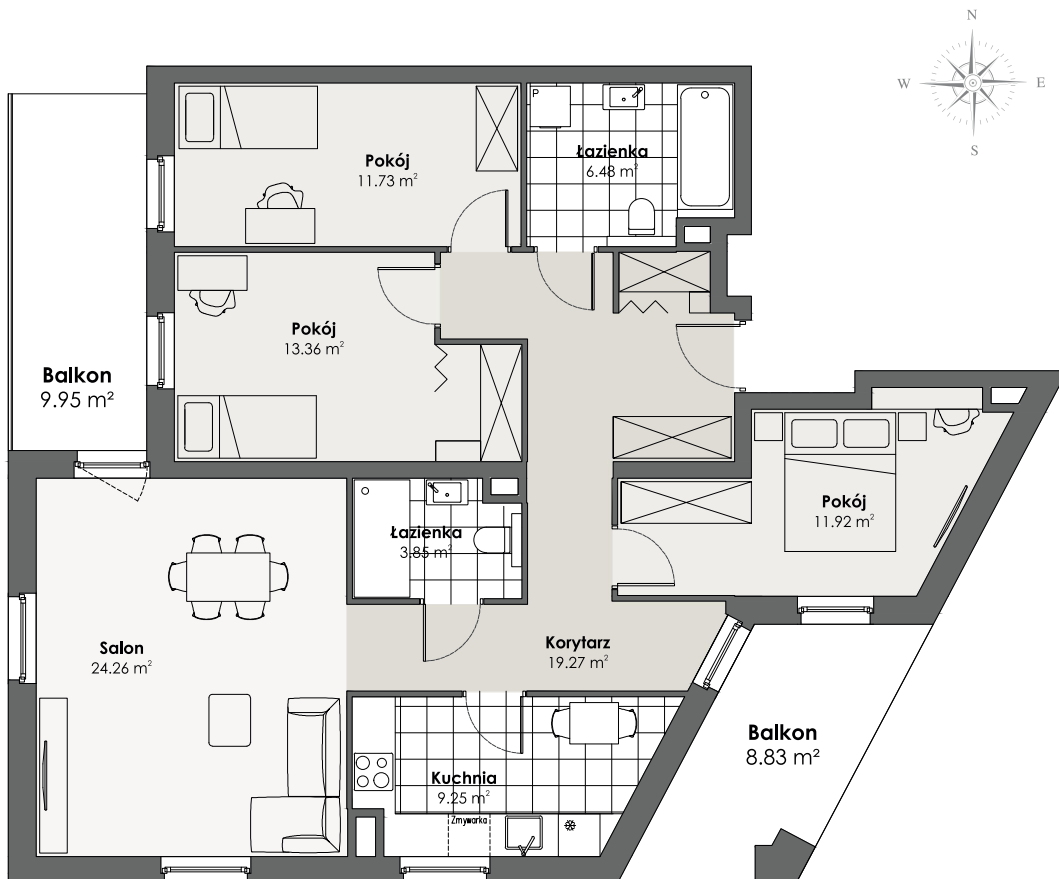 N
W
E
S
P
Pokój
11.73 m²
Łazienka
6.48 m²
Pokój
13.36 m²
Balkon
9.95 m²
Pokój
11.92 m²
Łazienka
3.85 m²
Salon
24.26 m²
Korytarz
19.27 m²
Balkon
8.83 m²
Kuchnia
9.25 m²
Zmywarka